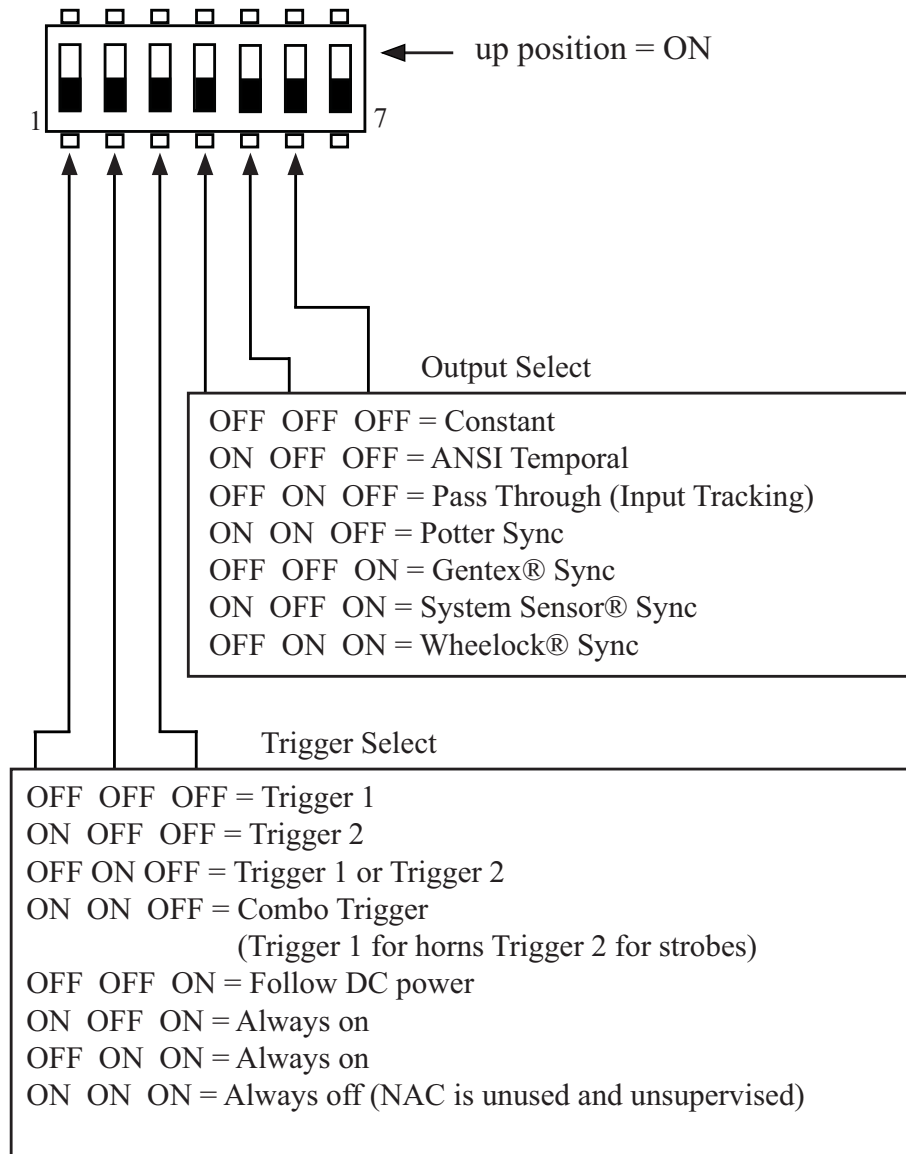 up position = ON
1
7
Output Select
OFF OFF OFF = Constant
ON OFF OFF = ANSI Temporal
OFF ON OFF = Pass Through (Input Tracking)
ON ON OFF = Potter Sync
OFF OFF ON = Gentex® Sync
ON OFF ON = System Sensor® Sync
OFF ON ON = Wheelock® Sync
Trigger Select
OFF OFF OFF = Trigger 1
ON OFF OFF = Trigger 2
OFF ON OFF = Trigger 1 or Trigger 2
ON ON OFF = Combo Trigger
(Trigger 1 for horns Trigger 2 for strobes)
OFF OFF ON = Follow DC power
ON OFF ON = Always on
OFF ON ON = Always on
ON ON ON = Always off (NAC is unused and unsupervised)